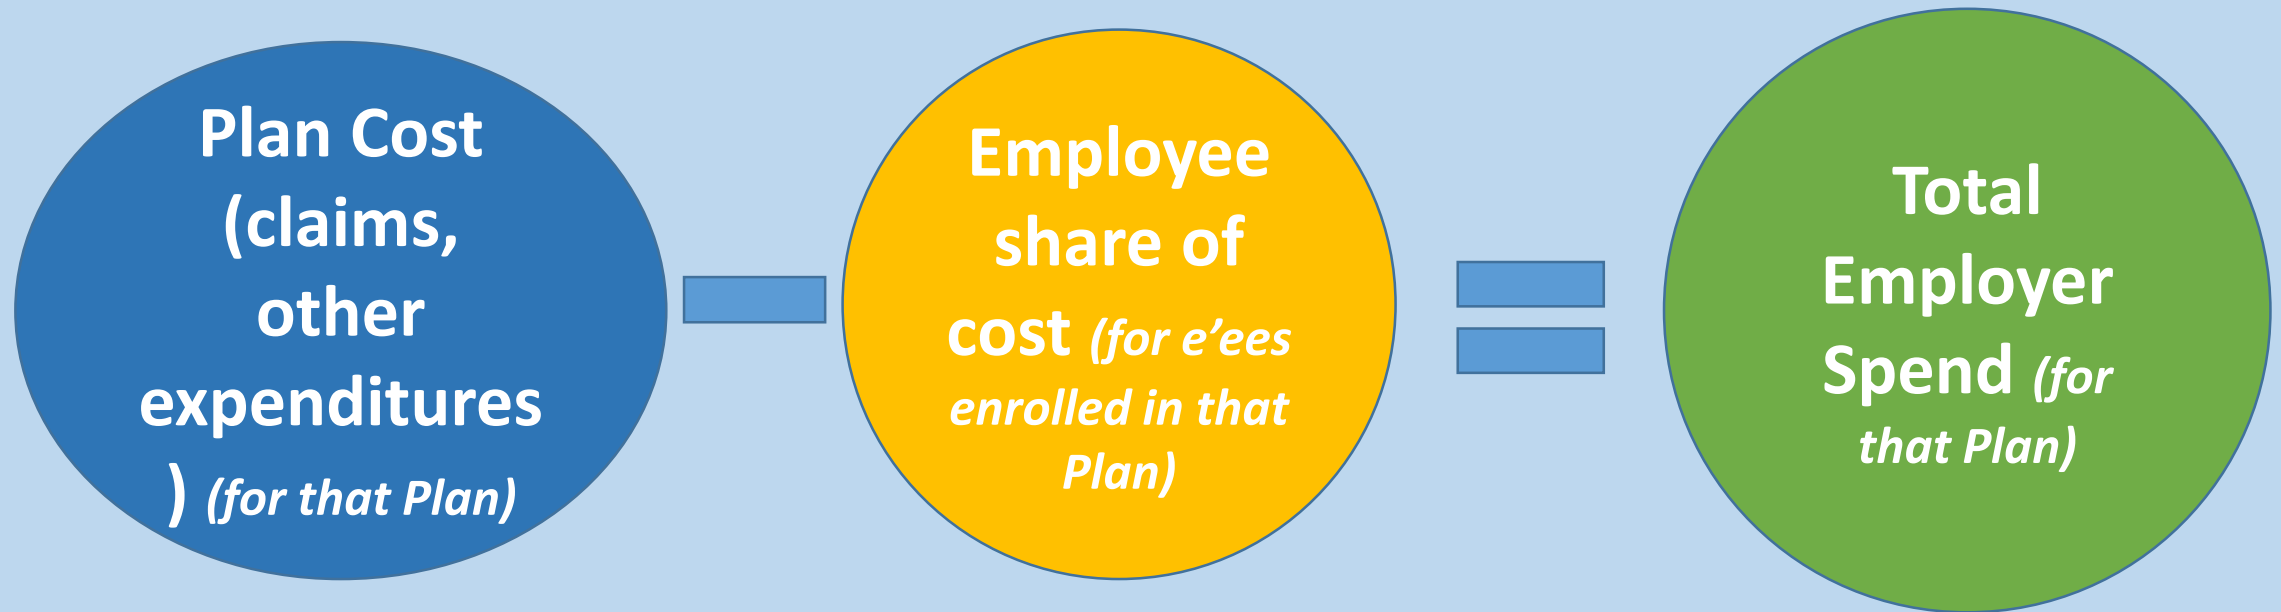 Plan Cost
(claims,
other
expenditures
) (for that Plan)
Employee
share of
cost (for e’ees
enrolled in that
Plan)
Total
Employer
Spend (for
that Plan)